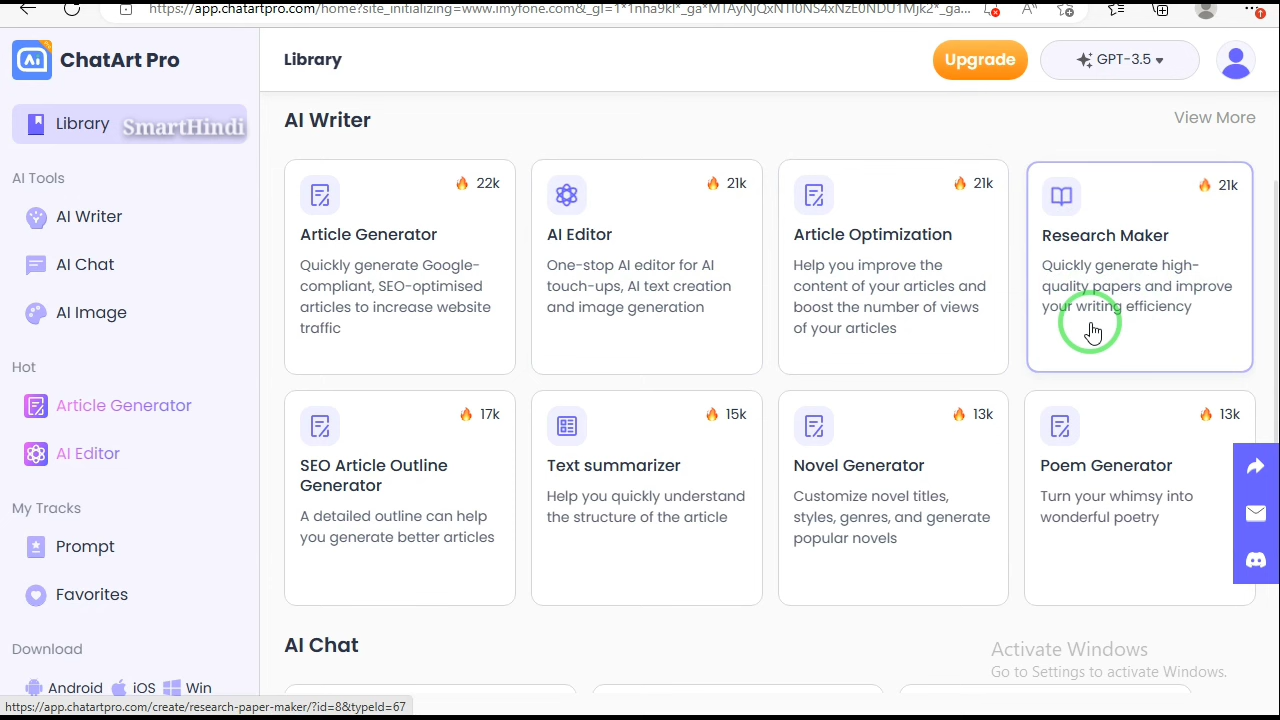 https://app.chatartpro.com/home?site_initializing=www.imyfone.com&_gl=1*1nha9kl*_ga*MTAyNjQxNTI0NS4xNzE0NDU1Mjk2*_ga...
ChatArt Pro
Library
Upgrade
GPT-3.5
Library
SmartHindi
AI Tools
AI Writer
AI Chat
AI Image
Hot
Article Generator
AI Editor
My Tracks
Prompt
Favorites
Download
Android
iOS
Win
AI Writer
View More
22k
Article Generator
Quickly generate Google-
compliant, SEO-optimised
articles to increase website
traffic
21k
AI Editor
One-stop AI editor for AI
touch-ups, AI text creation
and image generation
21k
Article Optimization
Help you improve the
content of your articles and
boost the number of views
of your articles
21k
Research Maker
Quickly generate high-
quality papers and improve
your writing efficiency
17k
SEO Article Outline
Generator
A detailed outline can help
you generate better articles
15k
Text summarizer
Help you quickly understand
the structure of the article
13k
Novel Generator
Customize novel titles,
styles, genres, and generate
popular novels
13k
Poem Generator
Turn your whimsy into
wonderful poetry
AI Chat
Activate Windows
Go to Settings to activate Windows.
https://app.chatartpro.com/create/research-paper-maker/?id=8&typeId=67